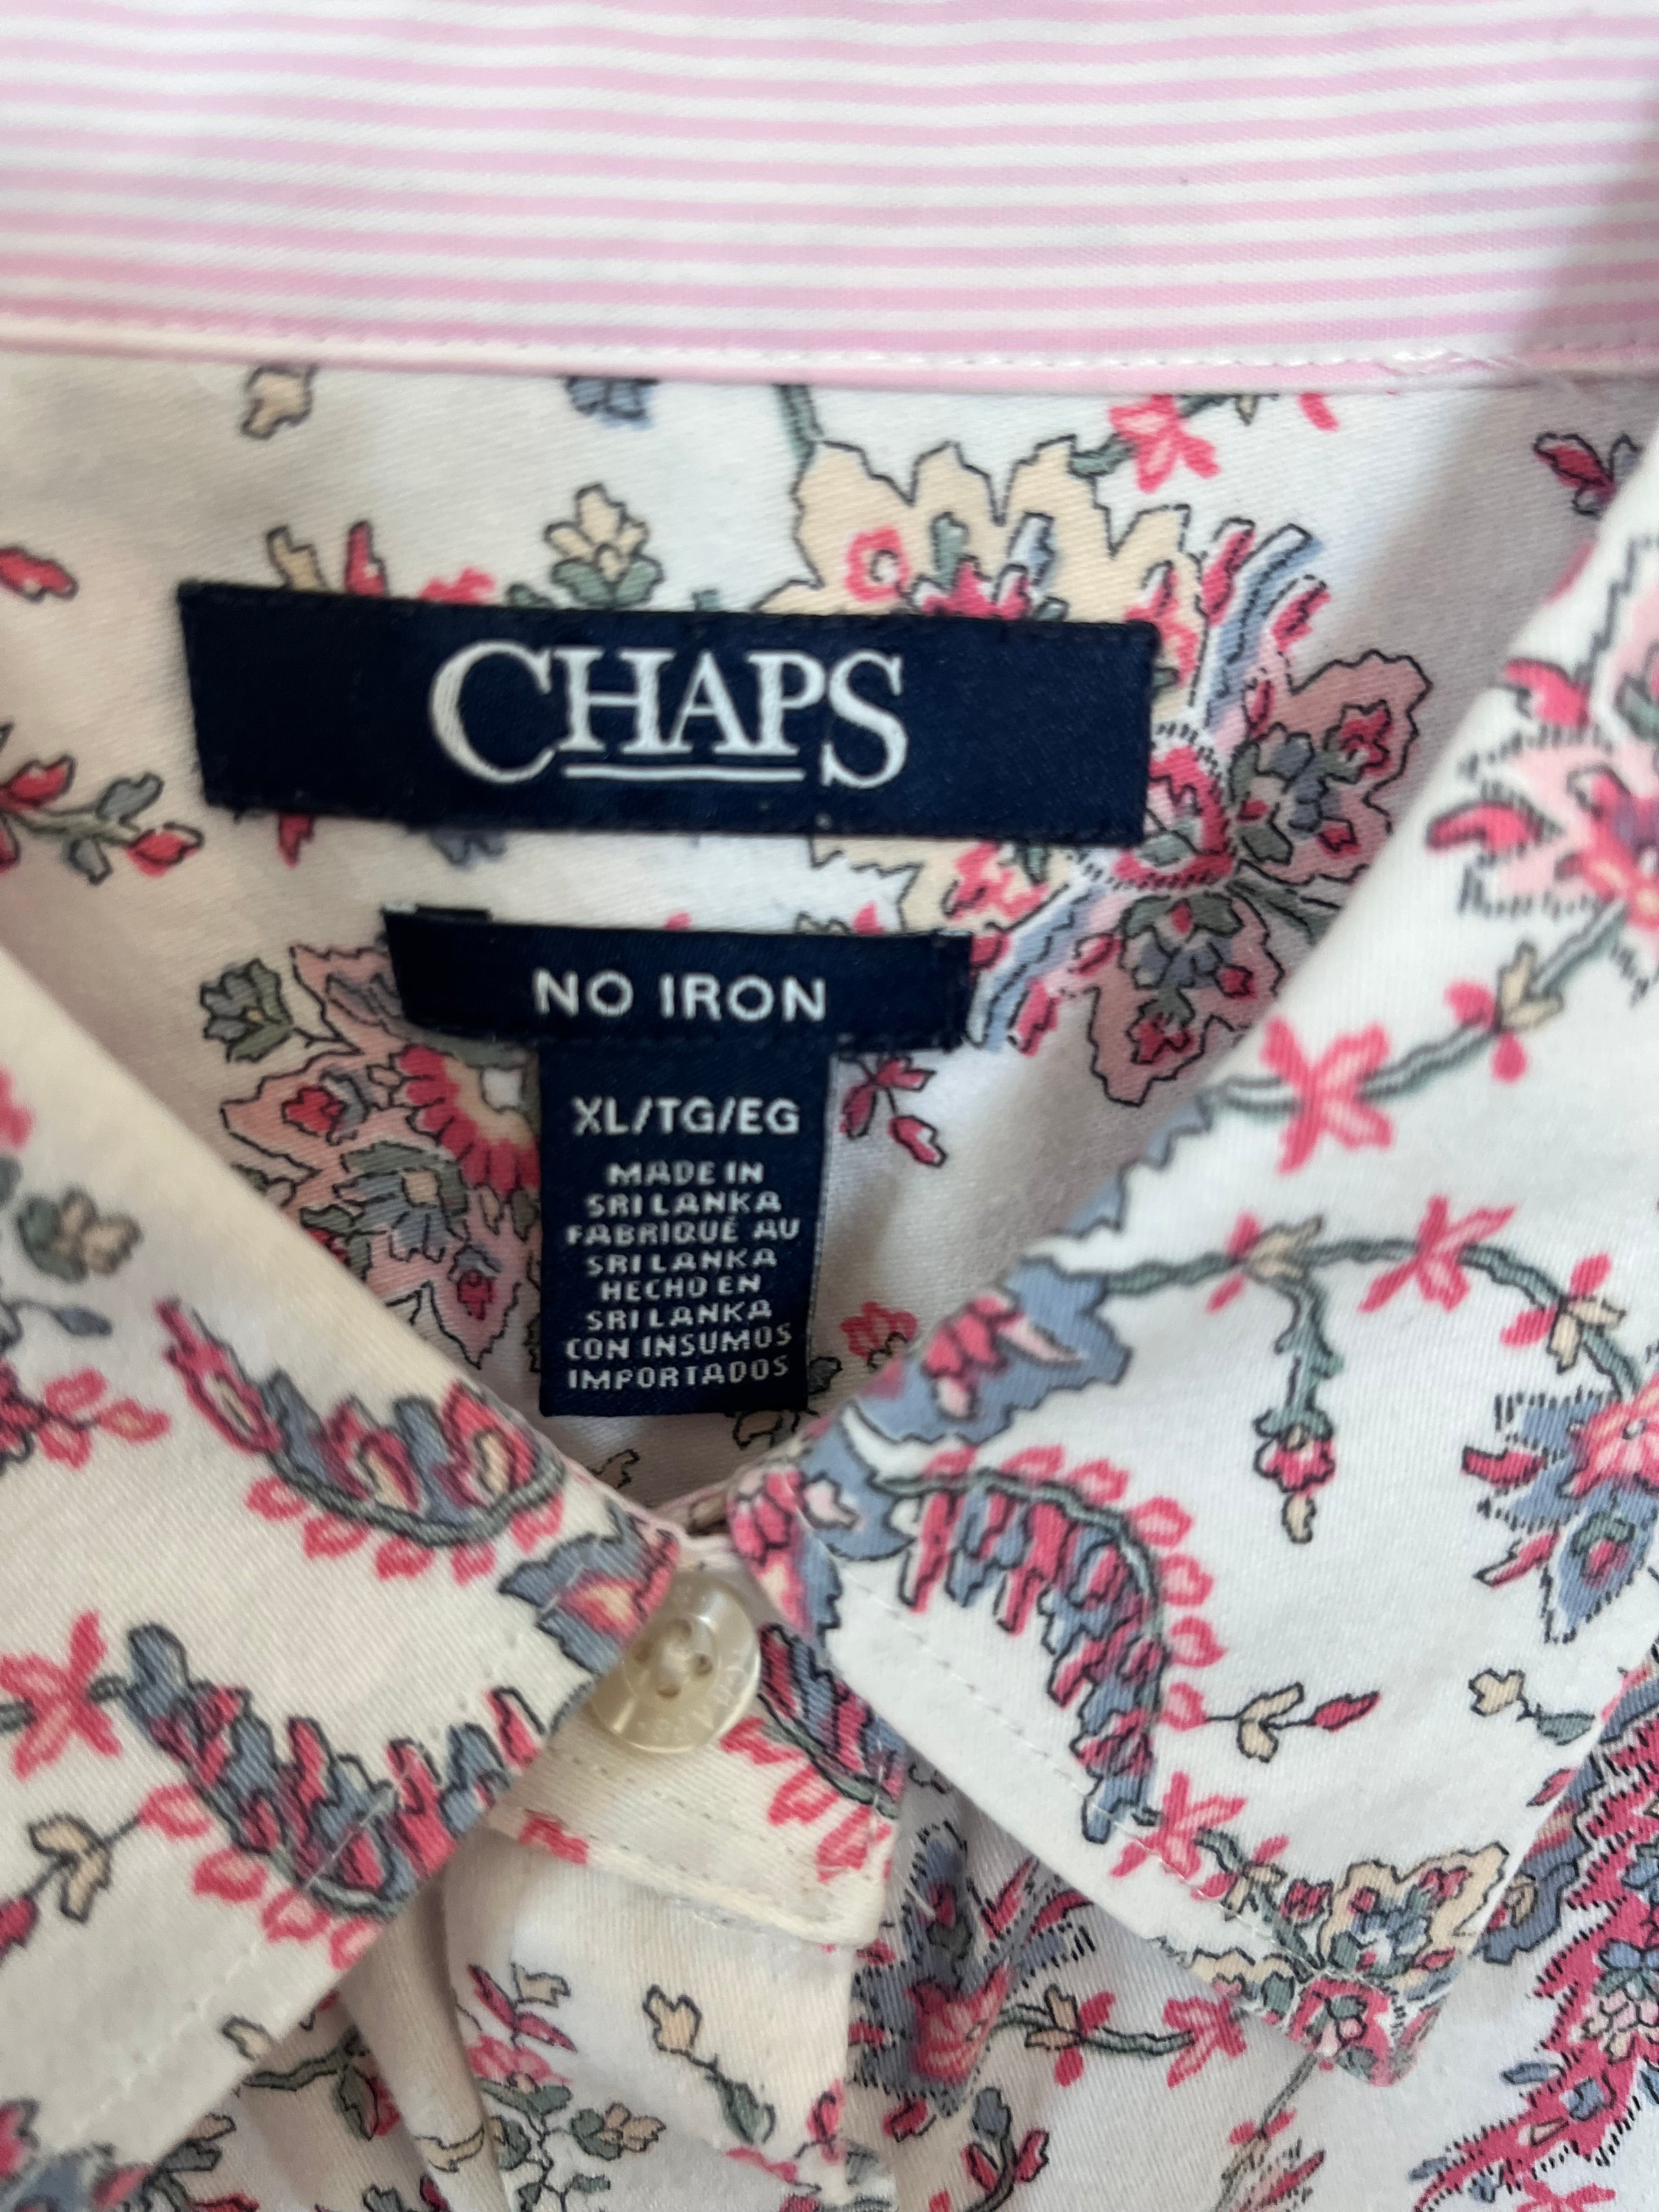 CHAPS
NO IRON
XL/TG/EG
MADE IN
SRI LANKA
FABRIQUÉ AU
SRI LANKA
HECHO EN
SRI LANKA
CON INSUMOS
IMPORTADOS